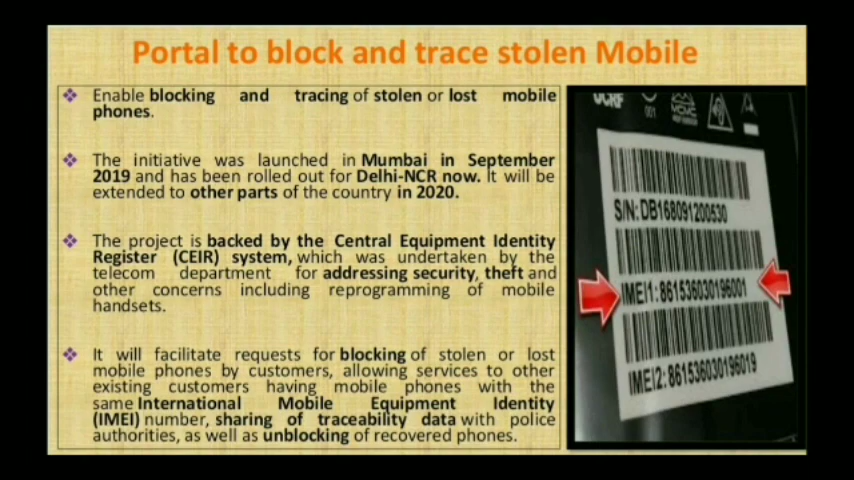 Portal to block and trace stolen Mobile
Enable blocking and tracing of stolen or lost mobile
phones.
The initiative was launched in Mumbai in September
2019 and has been rolled out for Delhi-NCR now. It will be
extended to other parts of the country in 2020.
The project is backed by the Central Equipment Identity
Register (CEIR) system, which was undertaken by the
telecom department for addressing security, theft and
other concerns including reprogramming of mobile
handsets.
It will facilitate requests for blocking of stolen or lost
mobile phones by customers, allowing services to other
existing customers having mobile phones with the
same International Mobile Equipment Identity
(IMEI) number, sharing of traceability data with police
authorities, as well as unblocking of recovered phones.
001
S/N: DB168091200530
IMEI1: 861536030196001
IMEI2: 861536030196019